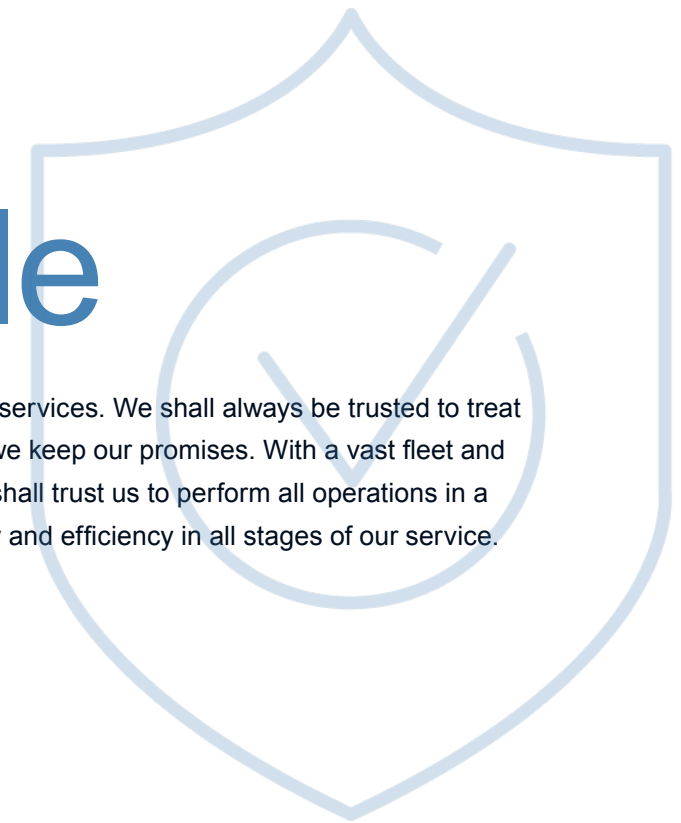 le
services. We shall always be trusted to treat
we keep our promises. With a vast fleet and
shall trust us to perform all operations in a
and efficiency in all stages of our service.